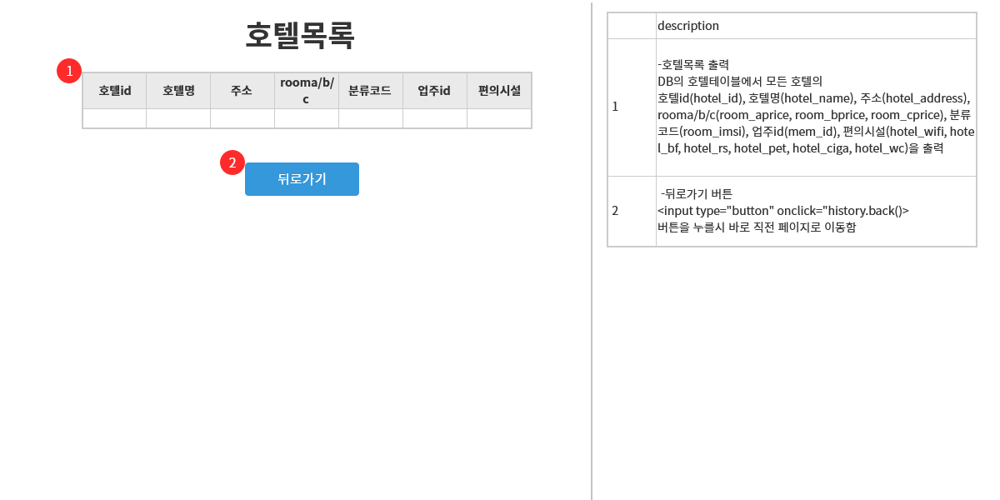 호텔목록
1
호텔id 호텔명 주소 rooma/b/ 분류코드 업주id 편의시설
c
2
뒤로가기
description
1
-호텔목록 출력
DB의 호텔테이블에서 모든 호텔의
호텔id(hotel_id), 호텔명(hotel_name), 주소(hotel_address),
rooma/b/c(room_aprice, room_bprice, room_cprice), 분류
코드(room_imsi), 업주id(mem_id), 편의시설(hotel_wifi, hote
l_bf, hotel_rs, hotel_pet, hotel_ciga, hotel_wc)을 출력
2
-뒤로가기 버튼
<input type="button" onclick="history.back()>
버튼을 누를시 바로 직전 페이지로 이동함